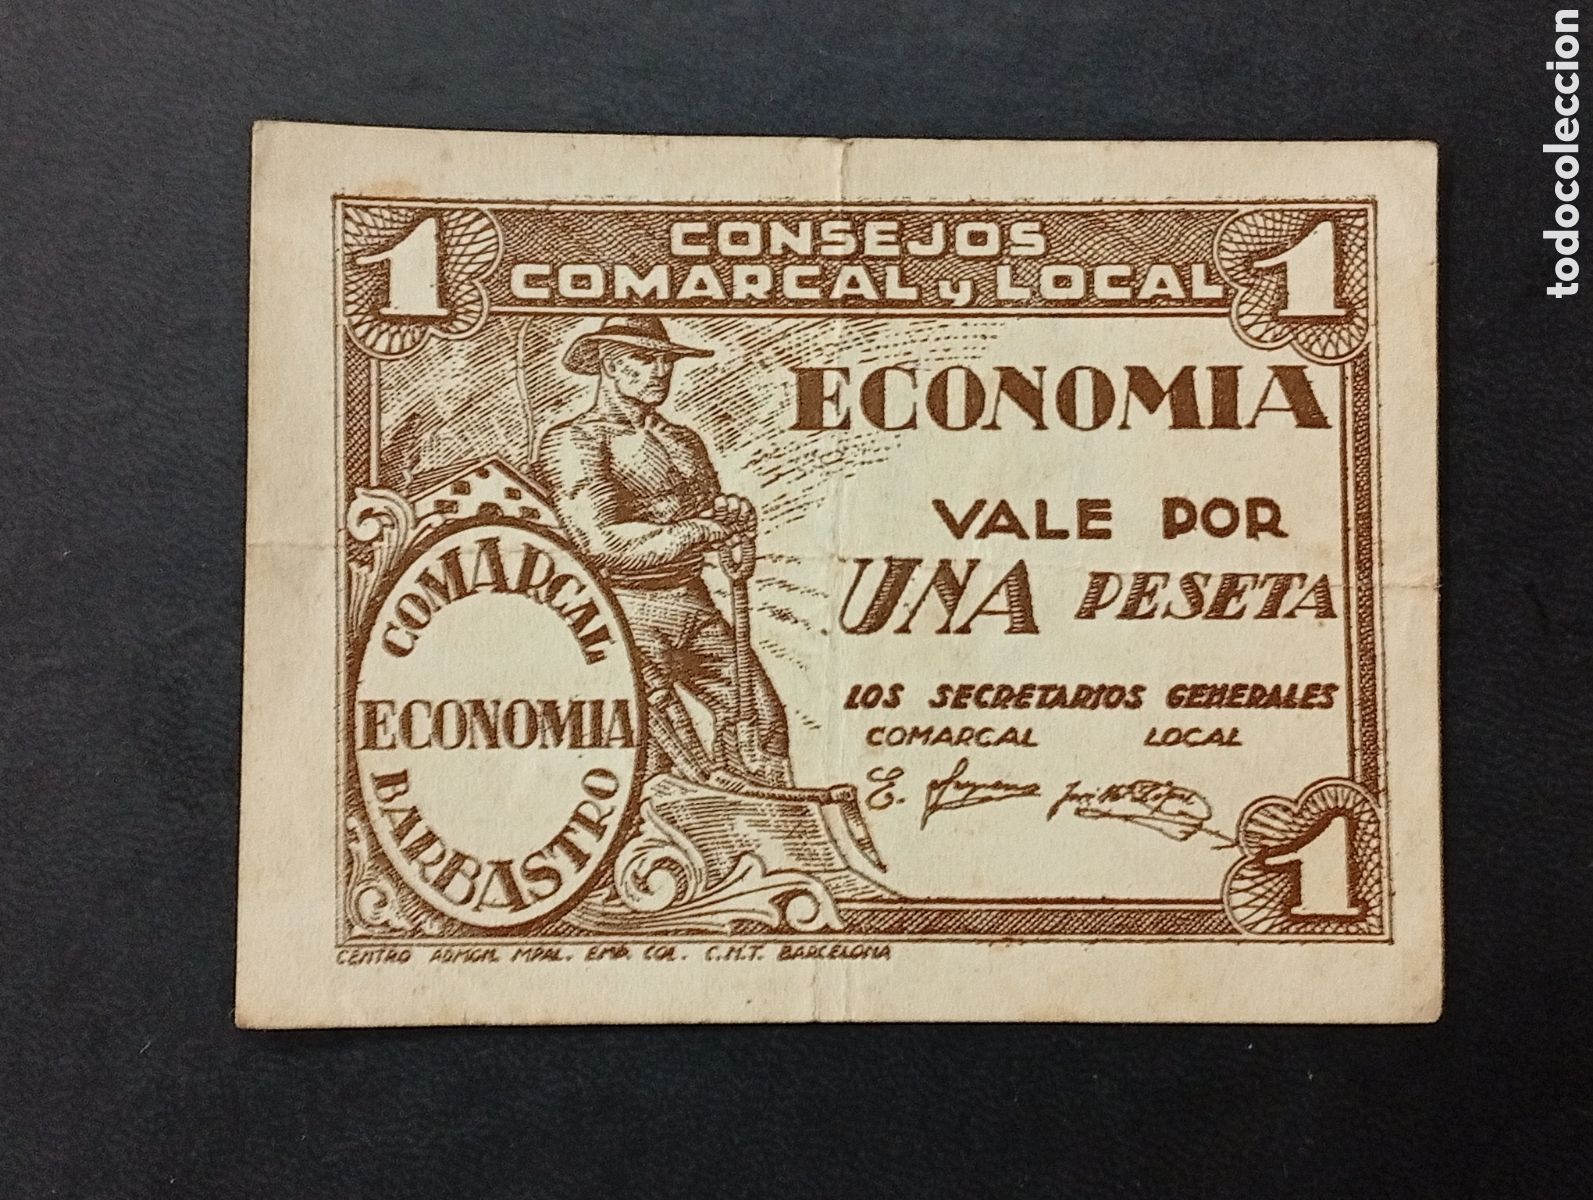 1 CONSEJOS 1
COMARCAL y LOCAL
ECONOMIA
VALE POR
UNA PESETA
LOS SECRETARIOS GENERALES
COMARCAL LOCAL
E.
1
COMARCAL
ECONOMIA
BARBASTRO
CENTRO ADMON. MPAL. EMP. COL. C.N.T. BARCELONA
todocoleccion